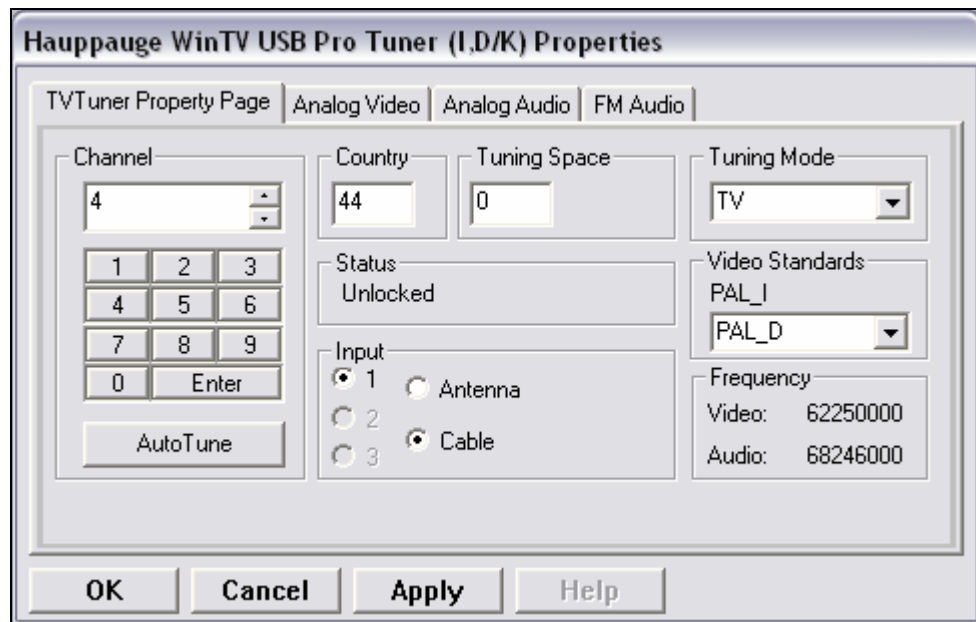 Hauppauge WinTV USB Pro Tuner (I,D/K) Properties
TVTuner Property Page
Analog Video
Analog Audio
FM Audio
Channel
4
1 2 3
4 5 6
7 8 9
0 Enter
AutoTune
Country
44
Tuning Space
0
Status
Unlocked
Input
1
2
3
Antenna
Cable
Tuning Mode
TV
Video Standards
PAL_I
PAL_D
Frequency
Video: 62250000
Audio: 68246000
OK
Cancel
Apply
Help